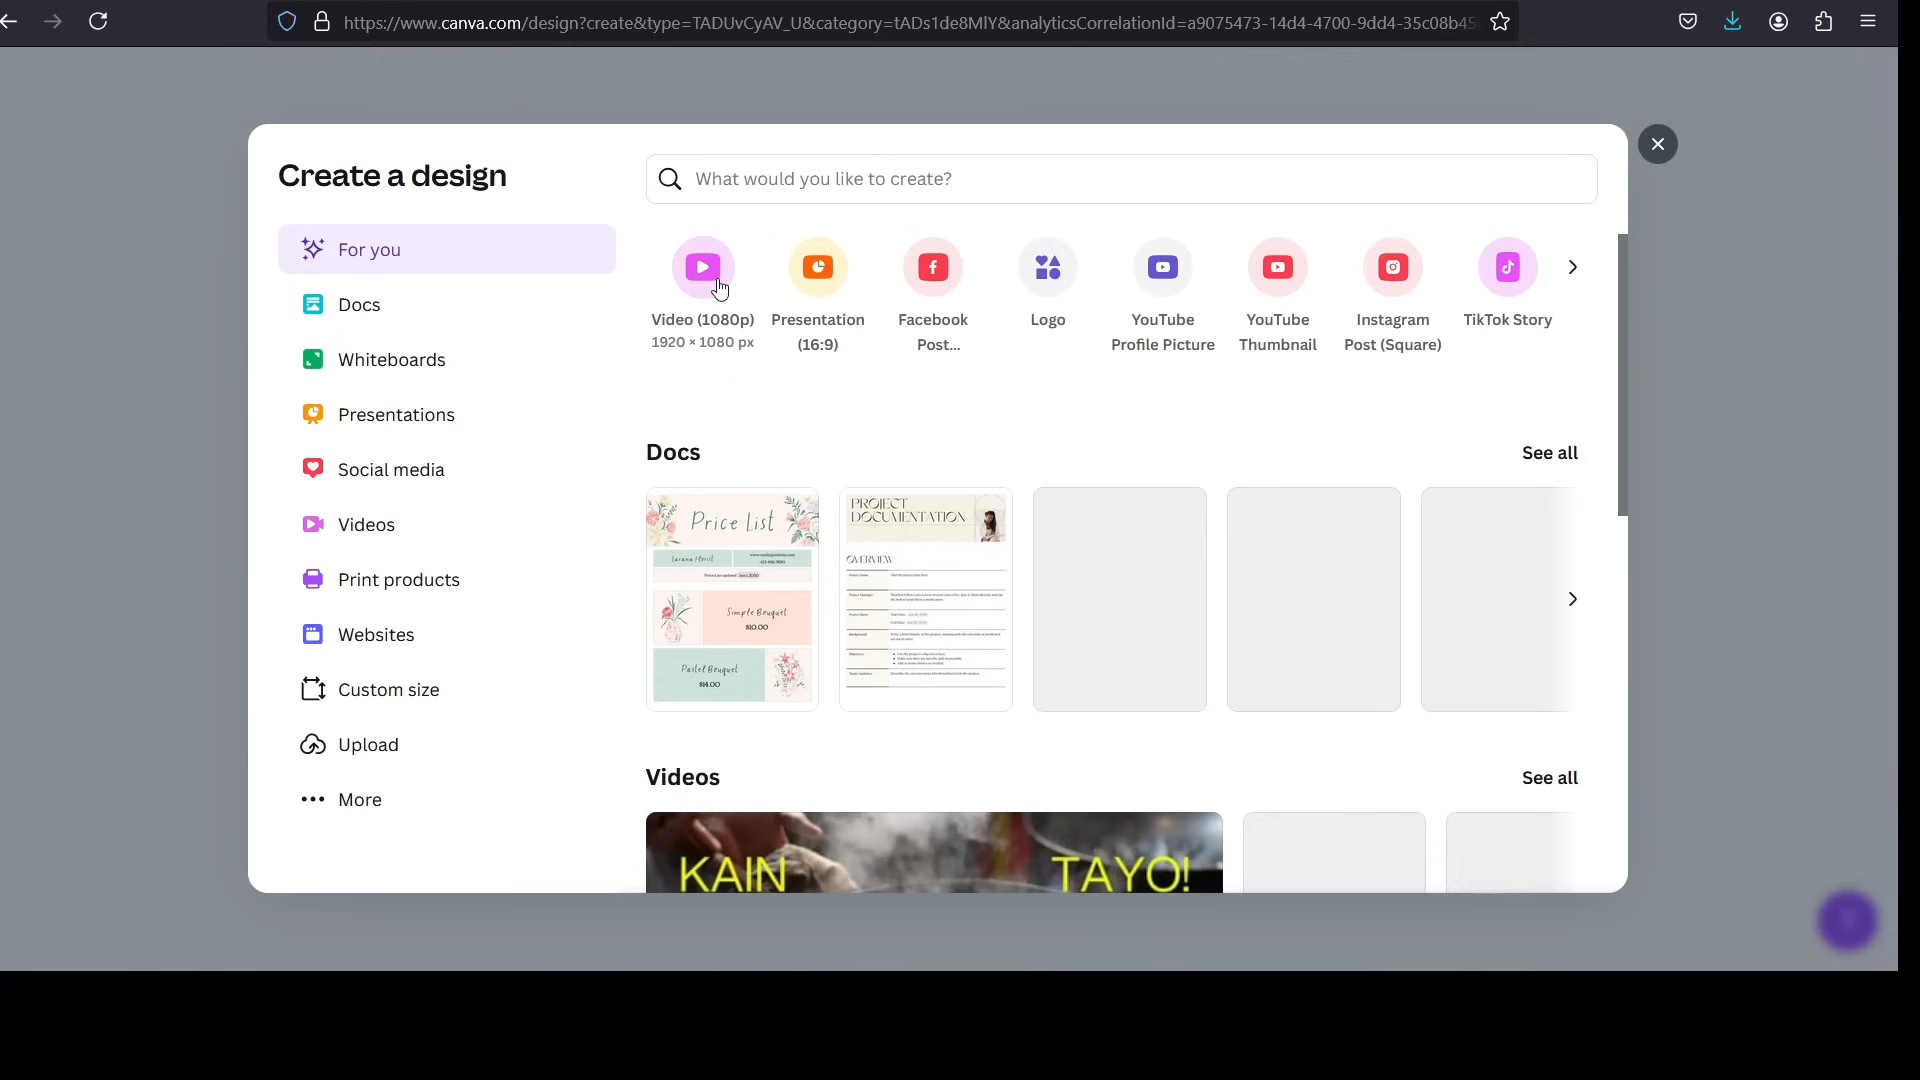 https://www.canva.com/design?create&type=TADUvCyAV_U&category=tADs1de8MlY&analyticsCorrelationId=a9075473-14d4-4700-9dd4-35c08b45
Create a design
What would you like to create?
For you
Docs
Whiteboards
Presentations
Social media
Videos
Print products
Websites
Custom size
Upload
More
Video (1080p)
1920 × 1080 px
Presentation
(16:9)
Facebook
Post...
Logo
YouTube
Profile Picture
YouTube
Thumbnail
Instagram
Post (Square)
TikTok Story
Docs
See all
Price List
Simple Bouquet
$10.00
Pastel Bouquet
$14.00
PROJECT
DOCUMENTATION
OVERVIEW
Videos
See all
KAIN TAYO!